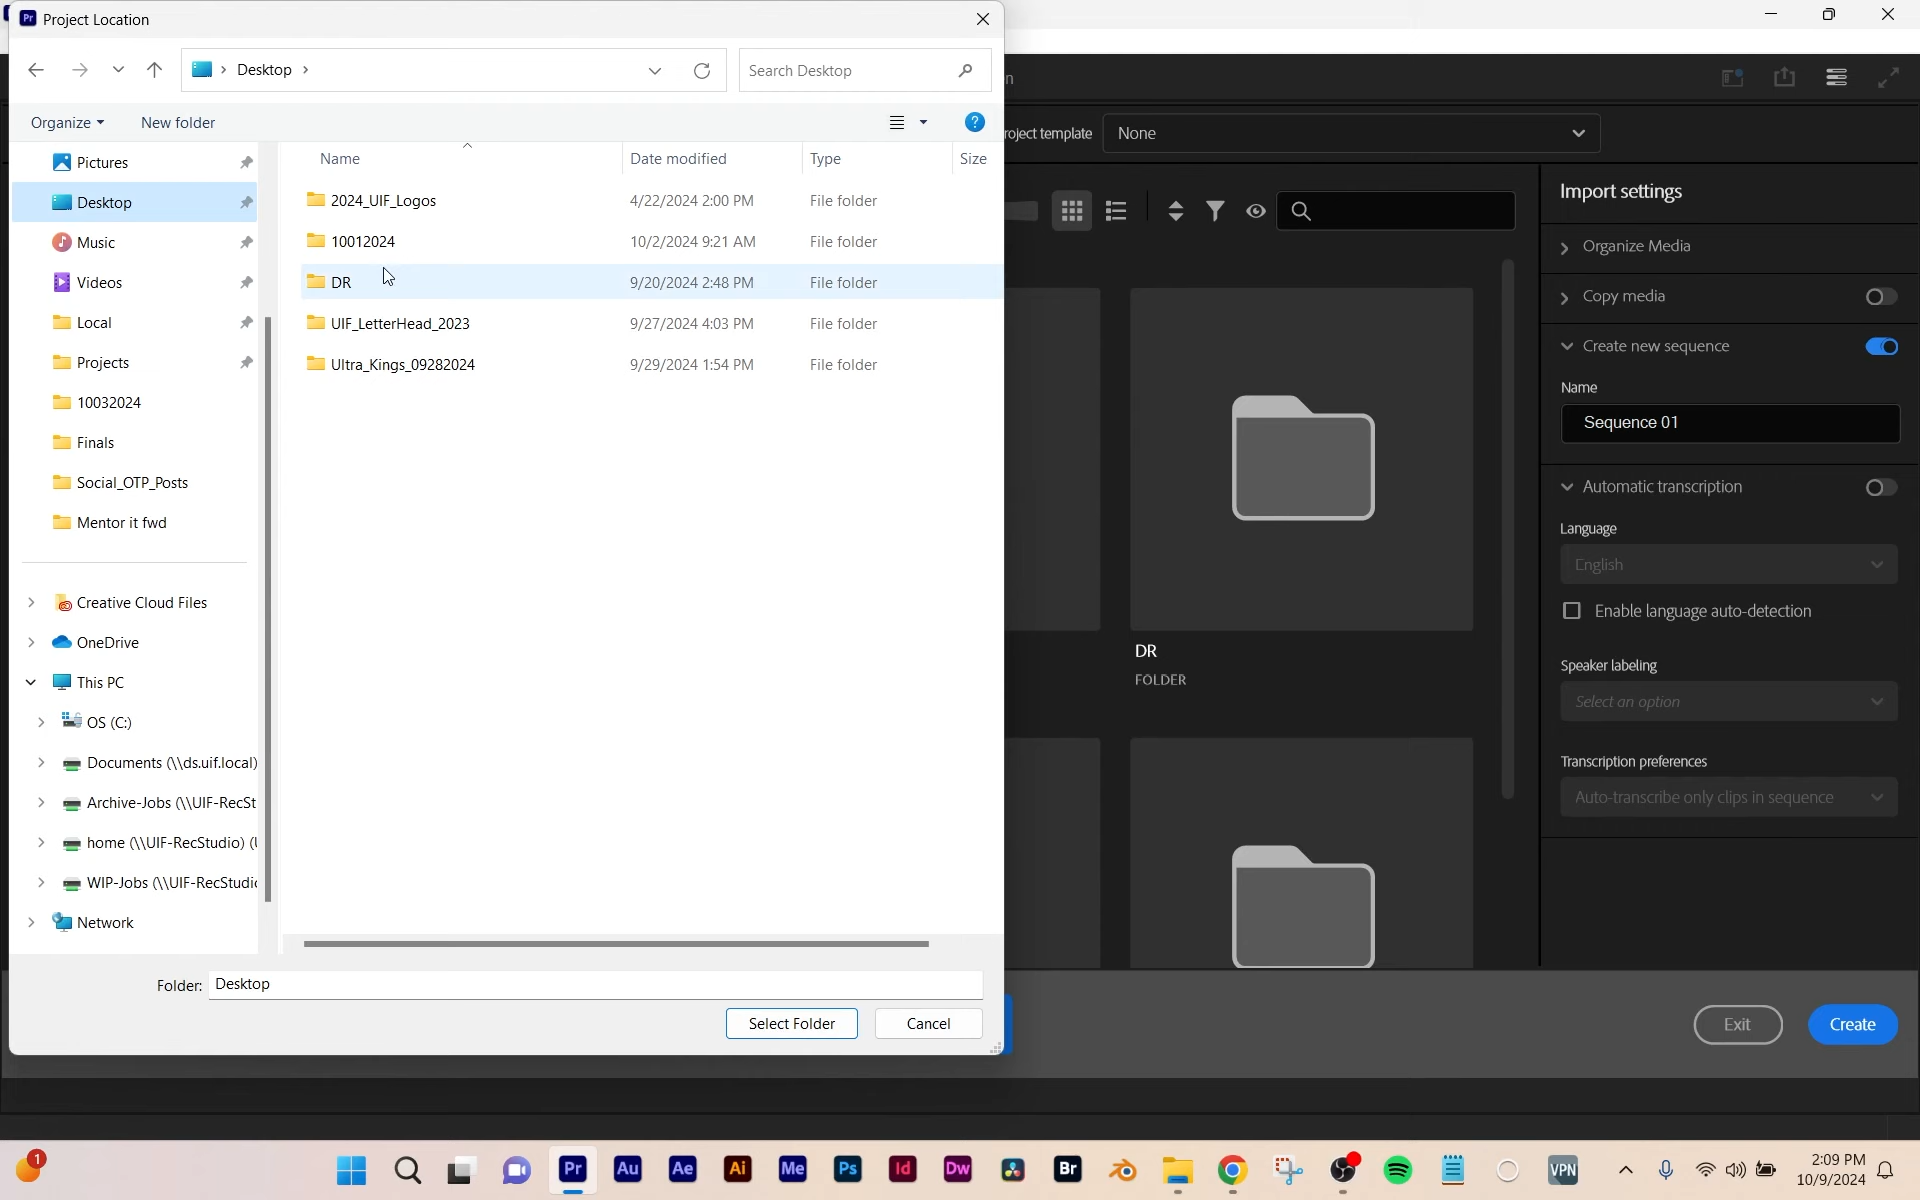 Pr Project Location
Desktop
Search Desktop
Organize
New folder
?
Name
Date modified
Type
Size
Pictures
Desktop
Music
Videos
Local
Projects
10032024
Finals
Social_OTP_Posts
Mentor it fwd
Creative Cloud Files
OneDrive
This PC
OS (C:)
Documents (\\ds.uif.local)
Archive-Jobs (\\UIF-RecSt
home (\\UIF-RecStudio) (
WIP-Jobs (\\UIF-RecStudi
Network
2024_UIF_Logos 4/22/2024 2:00 PM File folder
10012024 10/2/2024 9:21 AM File folder
DR 9/20/2024 2:48 PM File folder
UIF_LetterHead_2023 9/27/2024 4:03 PM File folder
Ultra_Kings_09282024 9/29/2024 1:54 PM File folder
Folder: Desktop
Select Folder
Cancel
roject template
None
DR
FOLDER
Import settings
Organize Media
Copy media
Create new sequence
Name
Sequence 01
Automatic transcription
Language
English
Enable language auto-detection
Speaker labeling
Select an option
Transcription preferences
Auto-transcribe only clips in sequence
Exit
Create
1
Pr Au Ae Ai Me Ps Id Dw Br VPN
2:09 PM
10/9/2024